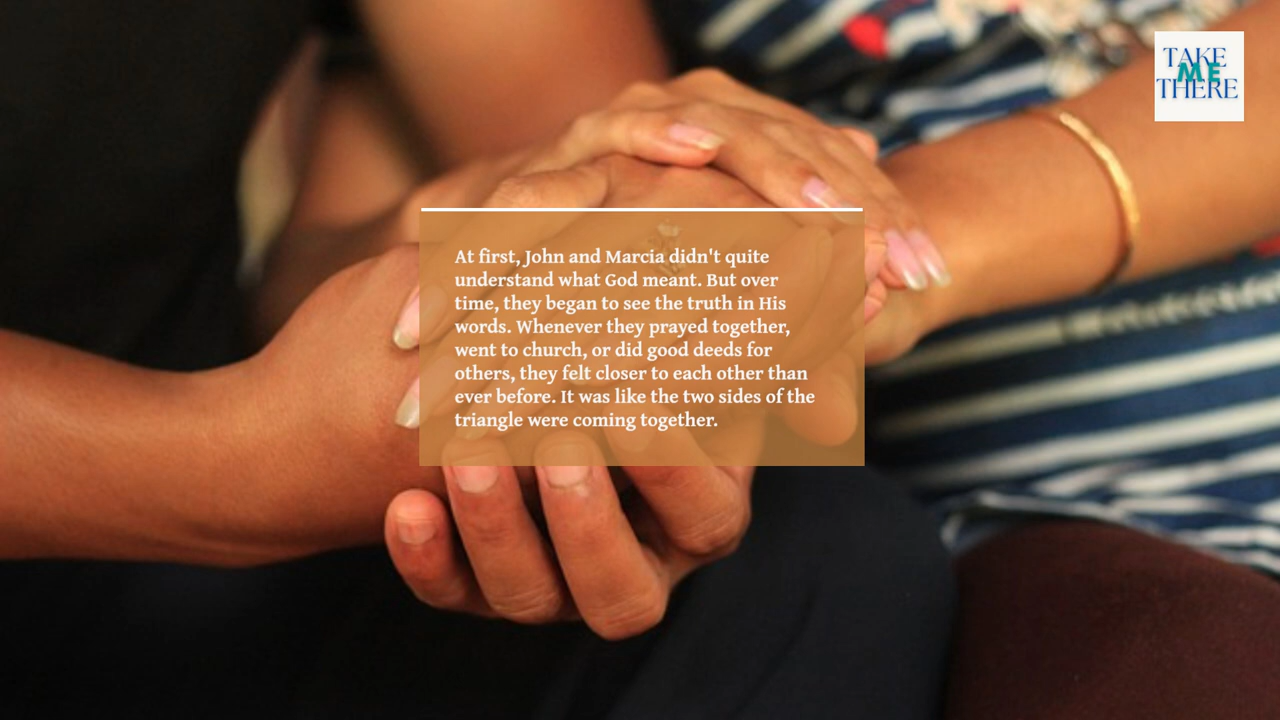 TAKE
ME
THERE
At first, John and Marcia didn't quite
understand what God meant. But over
time, they began to see the truth in His
words. Whenever they prayed together,
went to church, or did good deeds for
others, they felt closer to each other than
ever before. It was like the two sides of the
triangle were coming together.